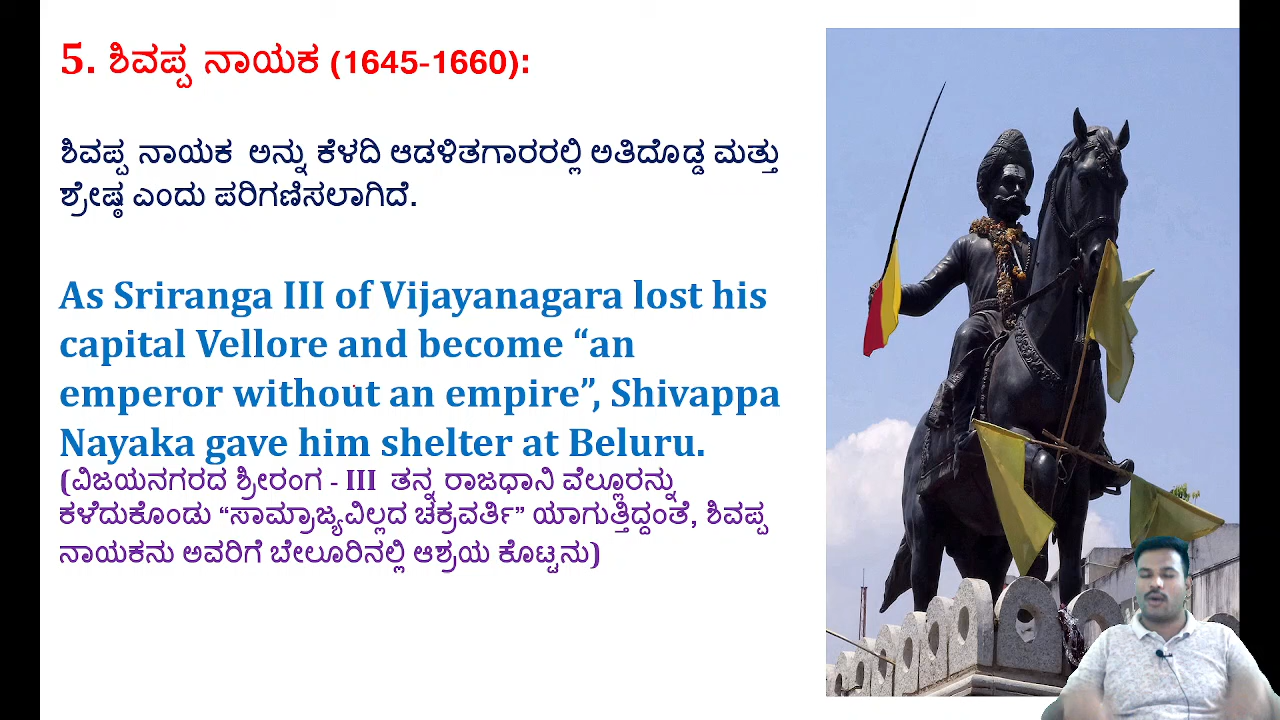 5. ಶಿವಪ್ಪ ನಾಯಕ (1645-1660):
ಶಿವಪ್ಪ ನಾಯಕ ಅನ್ನು ಕೆಳದಿ ಆಡಳಿತಗಾರರಲ್ಲಿ ಅತಿದೊಡ್ಡ ಮತ್ತು
ಶ್ರೇಷ್ಠ ಎಂದು ಪರಿಗಣಿಸಲಾಗಿದೆ.
As Sriranga III of Vijayanagara lost his
capital Vellore and become “an
emperor without an empire”, Shivappa
Nayaka gave him shelter at Beluru.
(ವಿಜಯನಗರದ ಶ್ರೀರಂಗ - III ತನ್ನ ರಾಜಧಾನಿ ವೆಲ್ಲೂರನ್ನು
ಕಳೆದುಕೊಂಡು “ಸಾಮ್ರಾಜ್ಯವಿಲ್ಲದ ಚಕ್ರವರ್ತಿ” ಯಾಗುತ್ತಿದ್ದಂತೆ, ಶಿವಪ್ಪ
ನಾಯಕನು ಅವರಿಗೆ ಬೇಲೂರಿನಲ್ಲಿ ಆಶ್ರಯ ಕೊಟ್ಟನು)